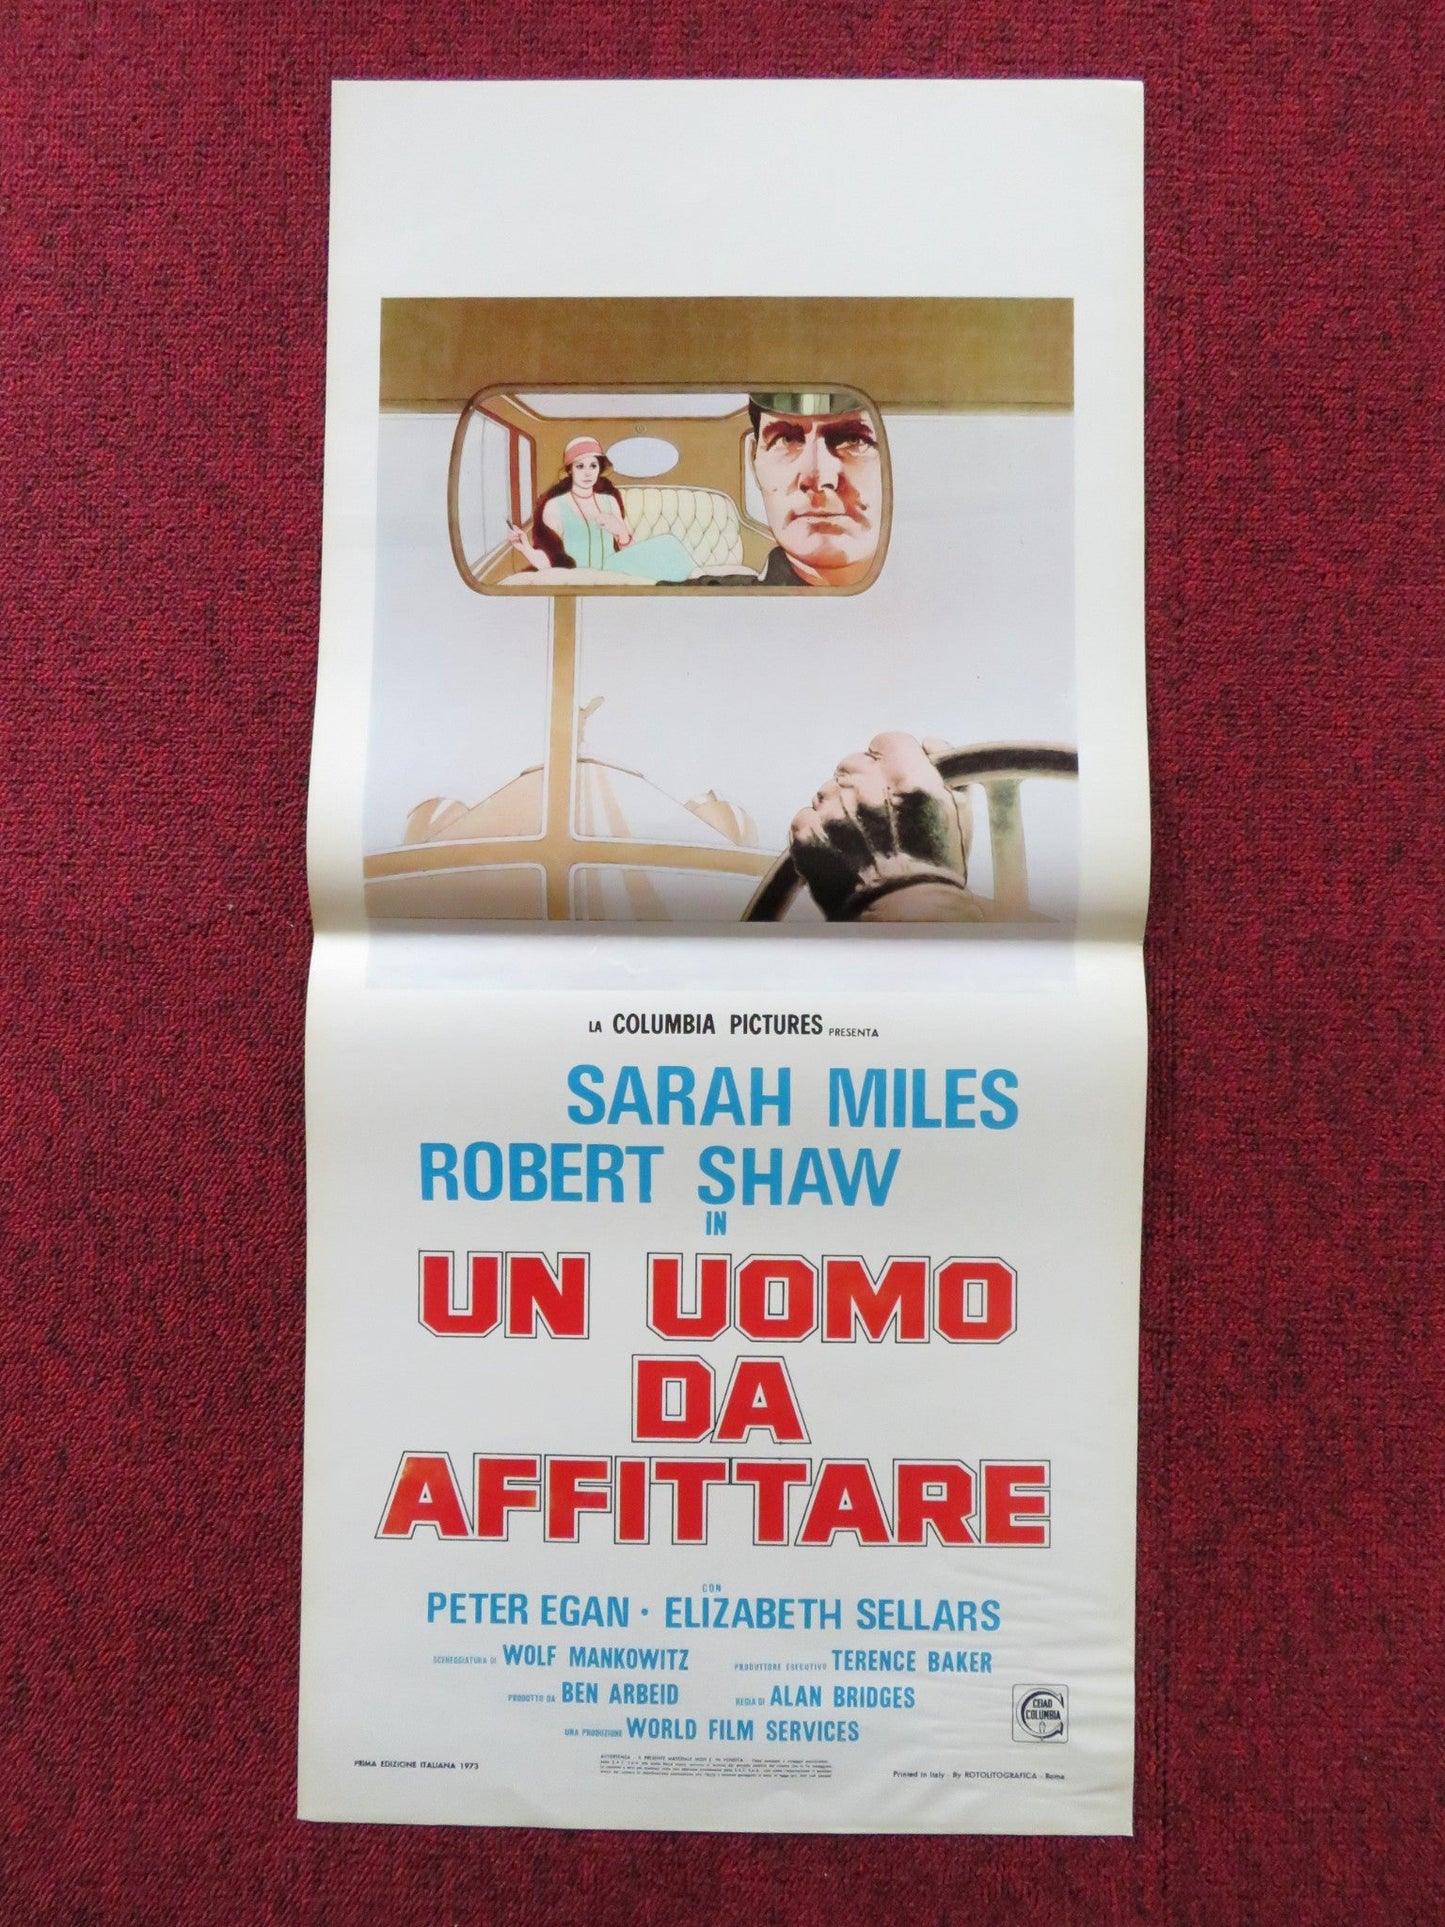 LA COLUMBIA PICTURES PRESENTA
SARAH MILES
ROBERT SHAW
IN
UN UOMO
DA
AFFITTARE
CON
PETER EGAN · ELIZABETH SELLARS
SCENEGGIATURA DI WOLF MANKOWITZ PRODUTTORE ESECUTIVO TERENCE BAKER
PRODOTTO DA BEN ARBEID REGIA DI ALAN BRIDGES
UNA PRODUZIONE WORLD FILM SERVICES
CEIAD
COLUMBIA
PRIMA EDIZIONE ITALIANA 1973
Printed in Italy - By ROTOLITOGRAFICA - Roma